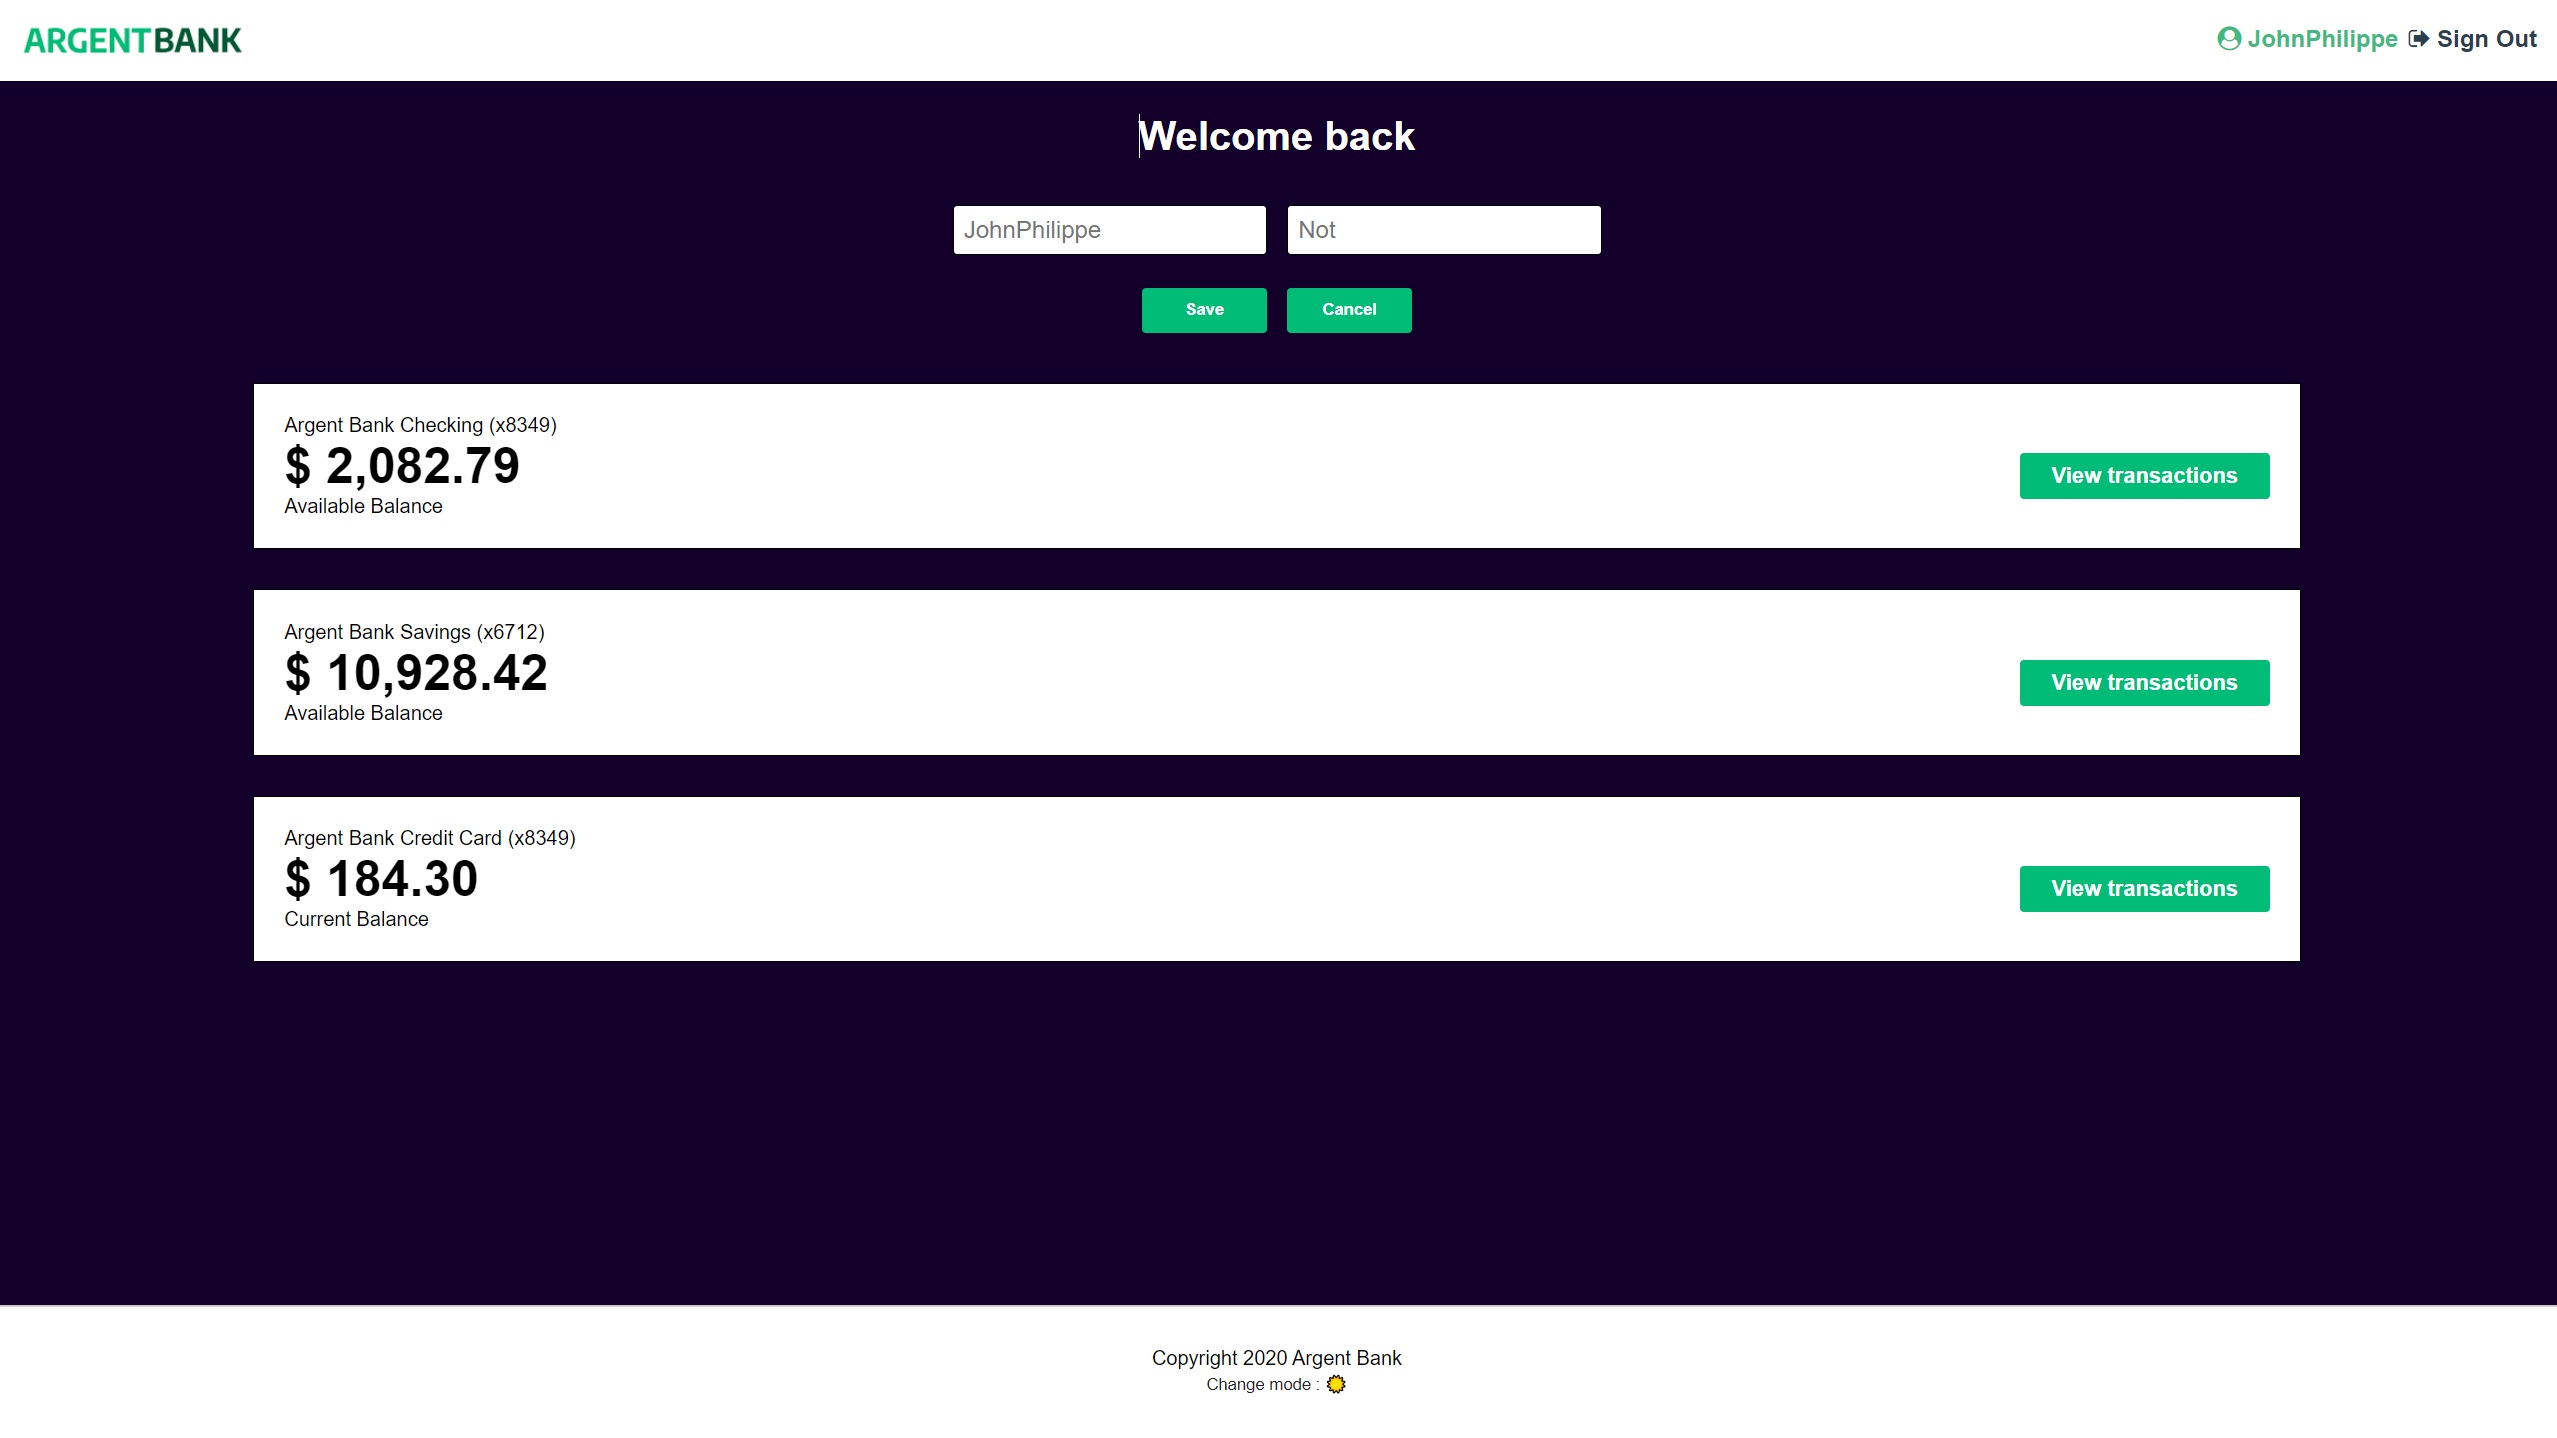 ARGENTBANK
JohnPhilippe Sign Out
Welcome back
JohnPhilippe Not
Save Cancel
Argent Bank Checking (x8349)
$ 2,082.79
Available Balance
View transactions
Argent Bank Savings (x6712)
$ 10,928.42
Available Balance
View transactions
Argent Bank Credit Card (x8349)
$ 184.30
Current Balance
View transactions
Copyright 2020 Argent Bank
Change mode :